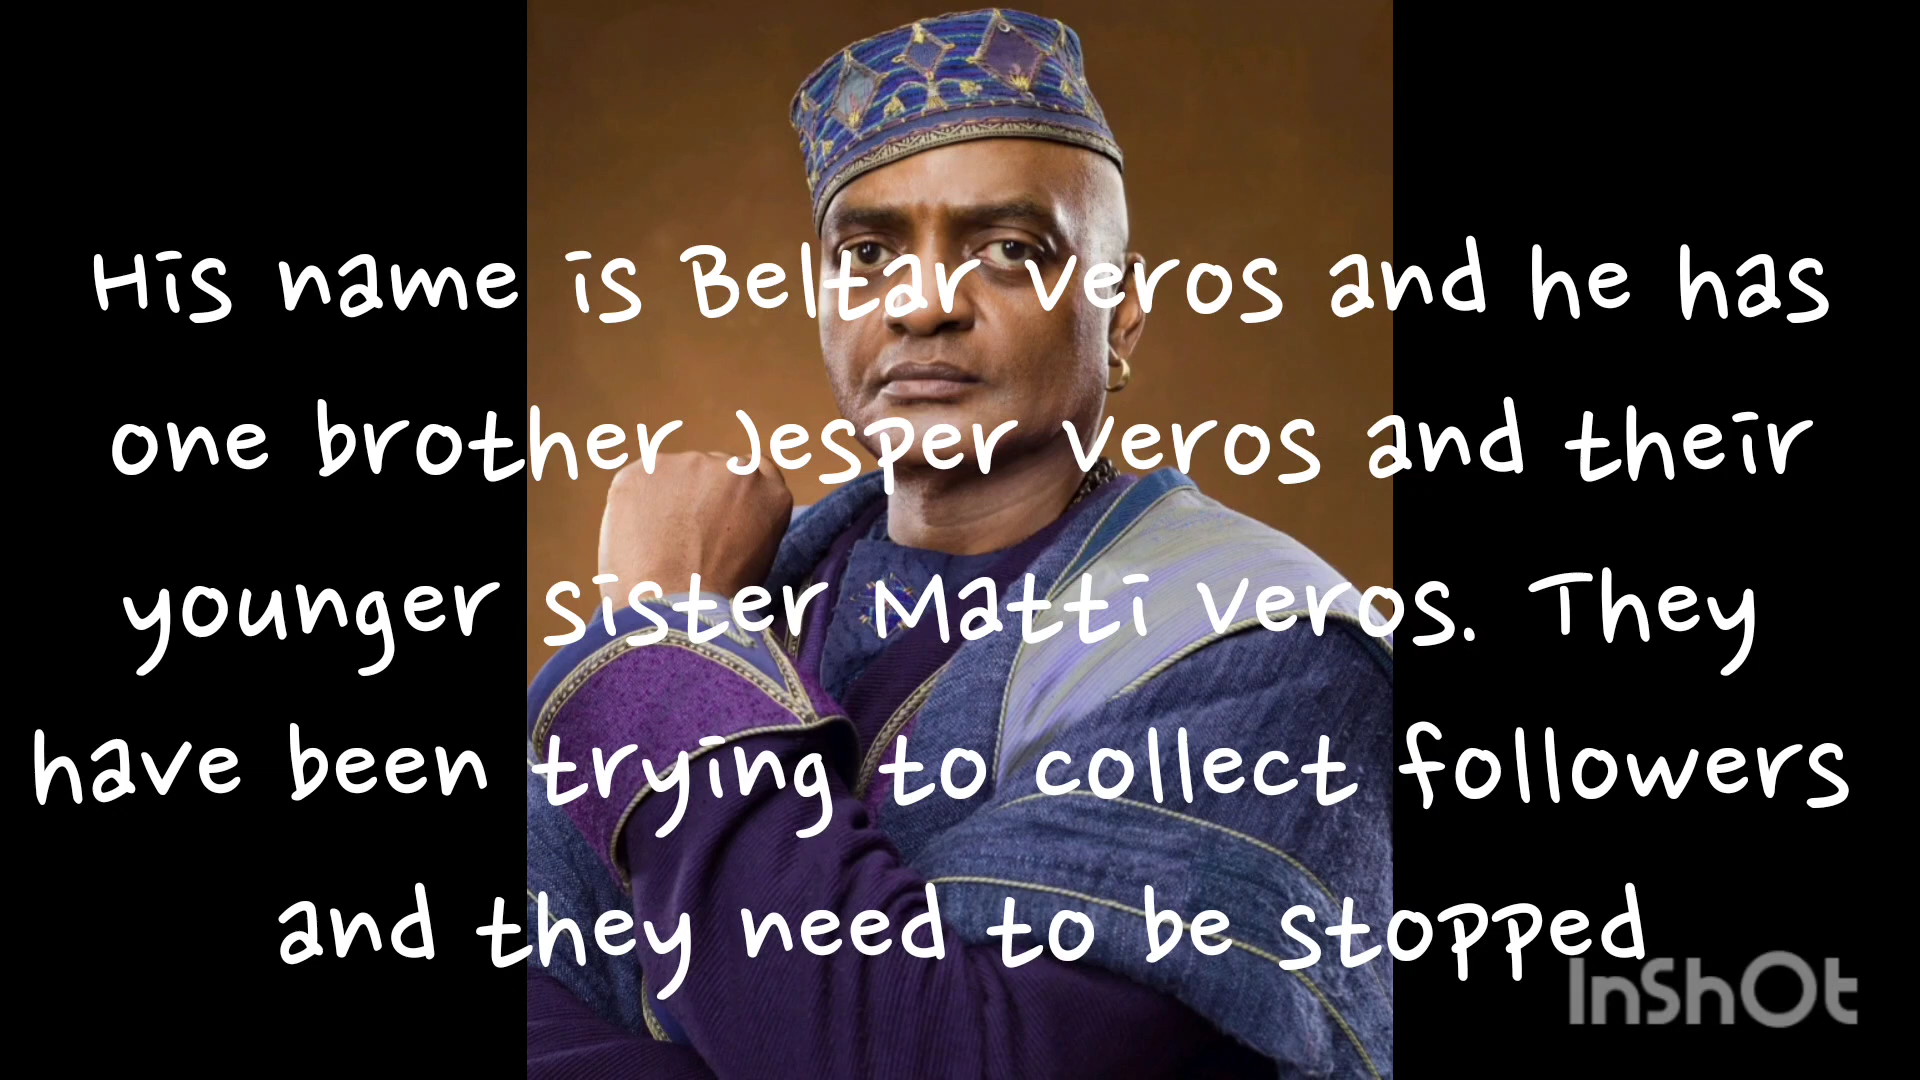 His name is Beltar Veros and he has
one brother Jesper Veros and their
younger sister Matti Veros. They
have been trying to collect followers
and they need to be stopped
InShOt